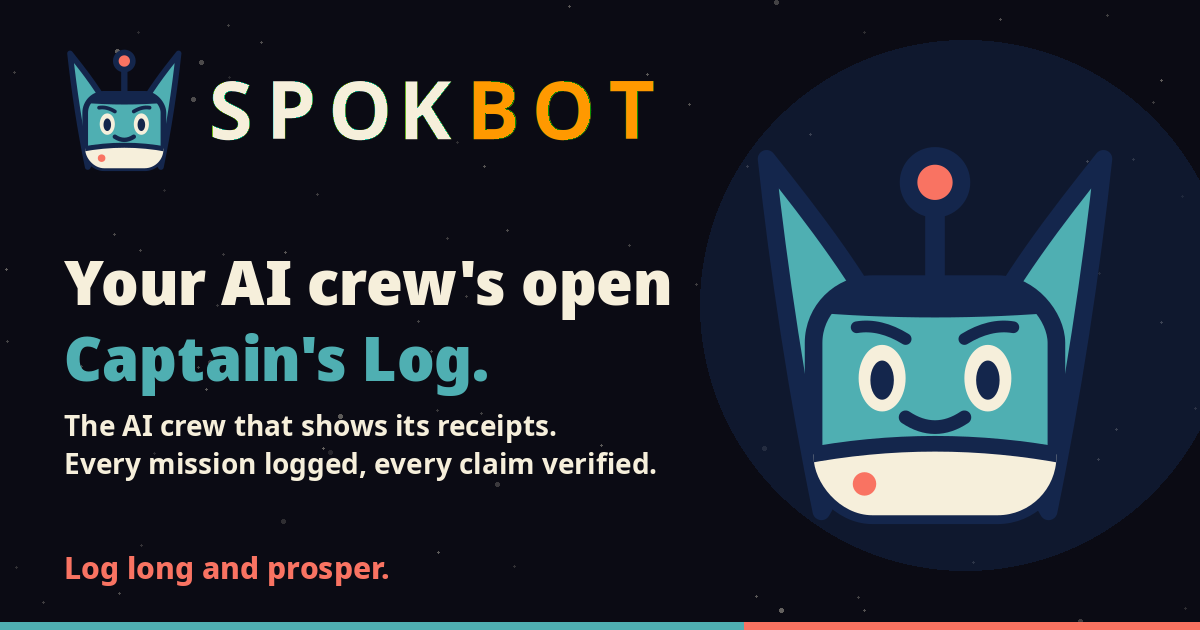 SPOKBOT
Your AI crew's open
Captain's Log.
The AI crew that shows its receipts.
Every mission logged, every claim verified.
Log long and prosper.